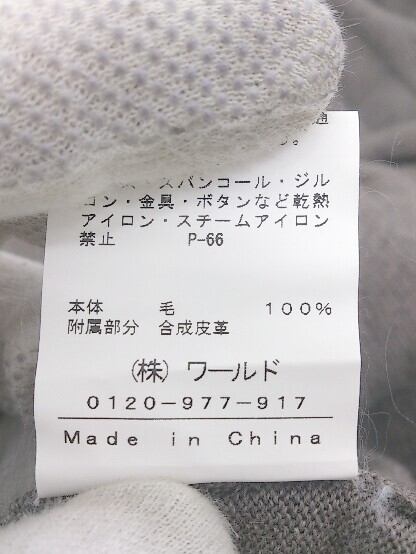 通
。
スパンコール・ジル
コン・金具・ボタンなど乾熱
アイロン・スチームアイロン
禁止 P-66
本体 毛 100%
附属部分 合成皮革
(株) ワールド
0120-977-917
Made in China